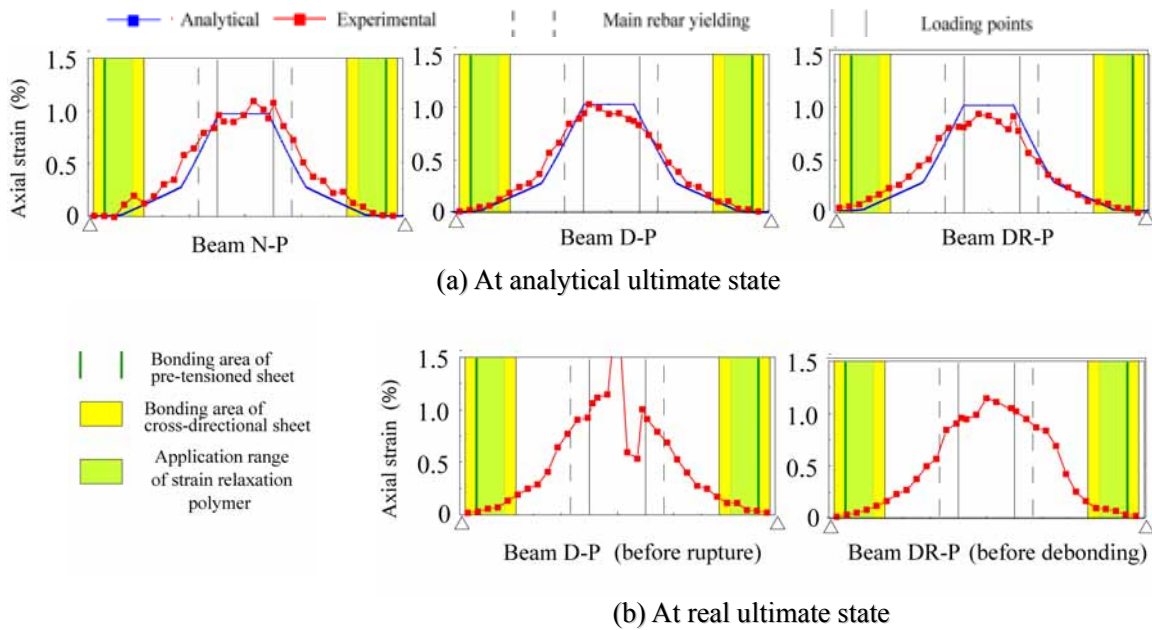 Analytical Experimental Main rebar yielding Loading points
Axial strain (%)
1.5
1.0
0.5
0
1.5
1.0
0.5
0
1.5
1.0
0.5
0
Beam N-P Beam D-P Beam DR-P
(a) At analytical ultimate state
Bonding area of
pre-tensioned sheet
Bonding area of
cross-directional sheet
Application range
of strain relaxation
polymer
Axial strain (%)
1.5
1.0
0.5
0
1.5
1.0
0.5
0
Beam D-P (before rupture) Beam DR-P (before debonding)
(b) At real ultimate state